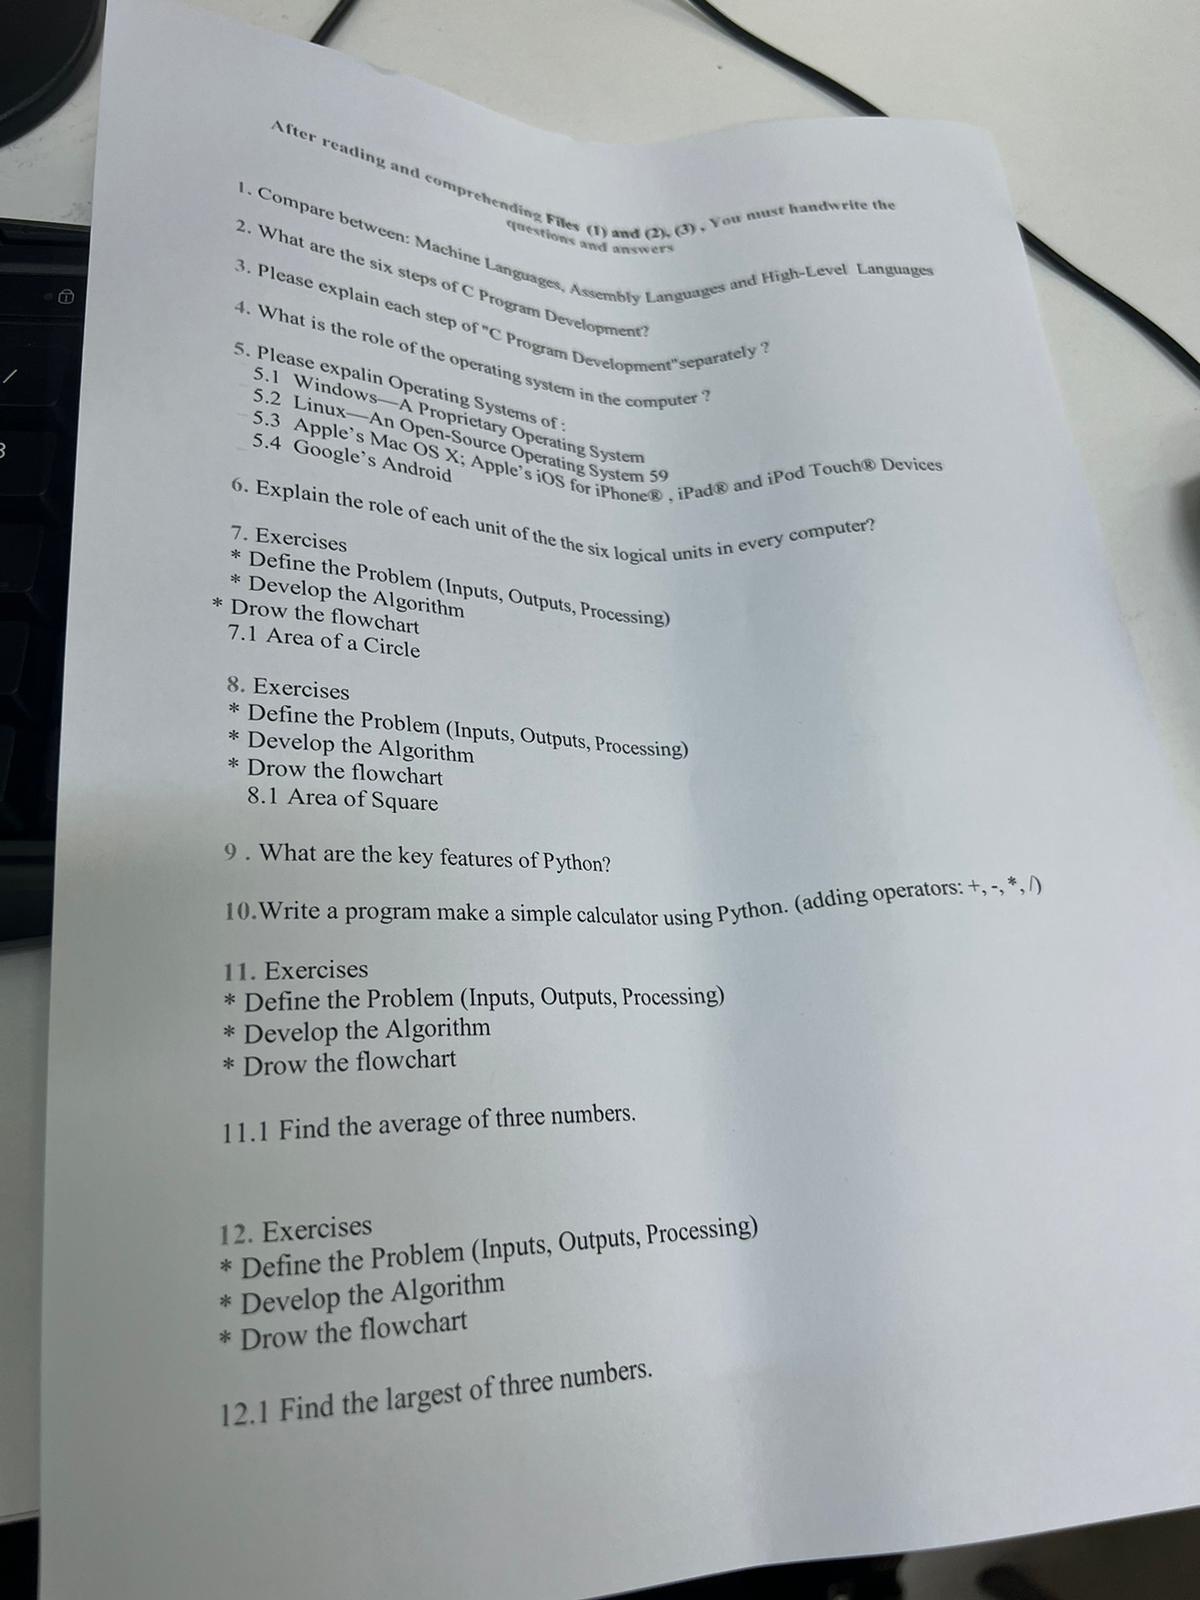 After reading and comprehending Files (1) and (2), (3) , You must handwrite the
questions and answers
1. Compare between: Machine Languages, Assembly Languages and High-Level Languages
2. What are the six steps of C Program Development?
3. Please explain each step of "C Program Development"separately ?
4. What is the role of the operating system in the computer ?
5. Please expalin Operating Systems of :
5.1 Windows—A Proprietary Operating System
5.2 Linux—An Open-Source Operating System 59
5.3 Apple's Mac OS X; Apple's iOS for iPhone® , iPad® and iPod Touch® Devices
5.4 Google's Android
6. Explain the role of each unit of the the six logical units in every computer?
7. Exercises
* Define the Problem (Inputs, Outputs, Processing)
* Develop the Algorithm
* Drow the flowchart
7.1 Area of a Circle
8. Exercises
* Define the Problem (Inputs, Outputs, Processing)
* Develop the Algorithm
* Drow the flowchart
8.1 Area of Square
9 . What are the key features of Python?
10.Write a program make a simple calculator using Python. (adding operators: +, -, *, /)
11. Exercises
* Define the Problem (Inputs, Outputs, Processing)
* Develop the Algorithm
* Drow the flowchart
11.1 Find the average of three numbers.
12. Exercises
* Define the Problem (Inputs, Outputs, Processing)
* Develop the Algorithm
* Drow the flowchart
12.1 Find the largest of three numbers.